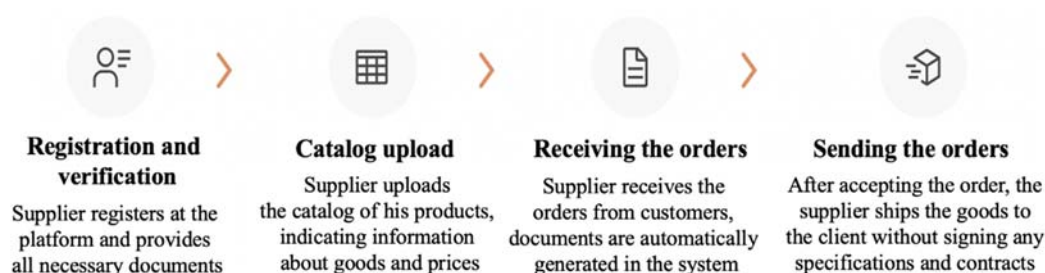 Registration and
verification
Supplier registers at the
platform and provides
all necessary documents
Catalog upload
Supplier uploads
the catalog of his products,
indicating information
about goods and prices
Receiving the orders
Supplier receives the
orders from customers,
documents are automatically
generated in the system
Sending the orders
After accepting the order, the
supplier ships the goods to
the client without signing any
specifications and contracts